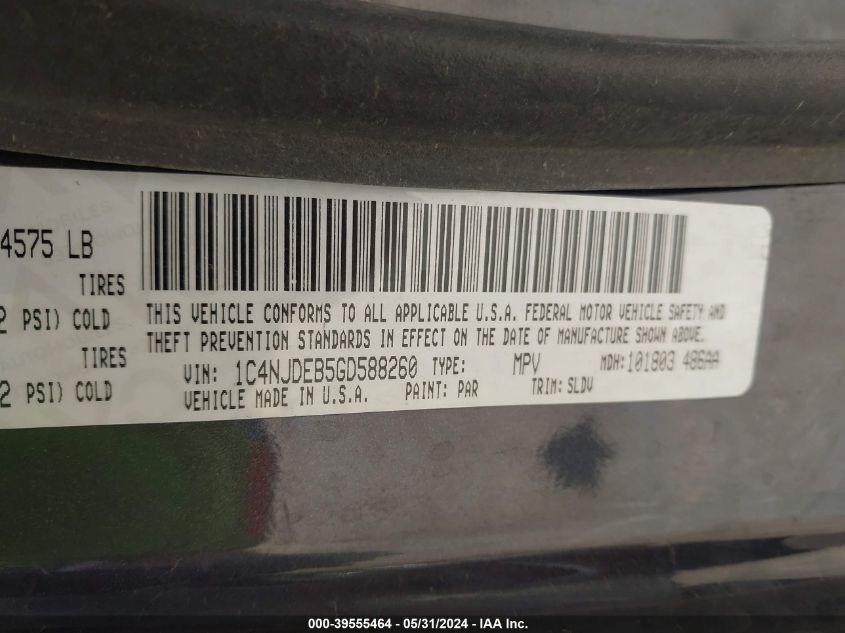 4575 LB
TIRES
2 PSI) COLD
TIRES
2 PSI) COLD
THIS VEHICLE CONFORMS TO ALL APPLICABLE U.S.A. FEDERAL MOTOR VEHICLE SAFETY AND
THEFT PREVENTION STANDARDS IN EFFECT ON THE DATE OF MANUFACTURE SHOWN ABOVE.
VIN: 1C4NJDEB5GD588260 TYPE: MPV MDH: 101803 486AA
VEHICLE MADE IN U.S.A. PAINT: PAR TRIM: SLDV
000-39555464 - 05/31/2024 - IAA Inc.